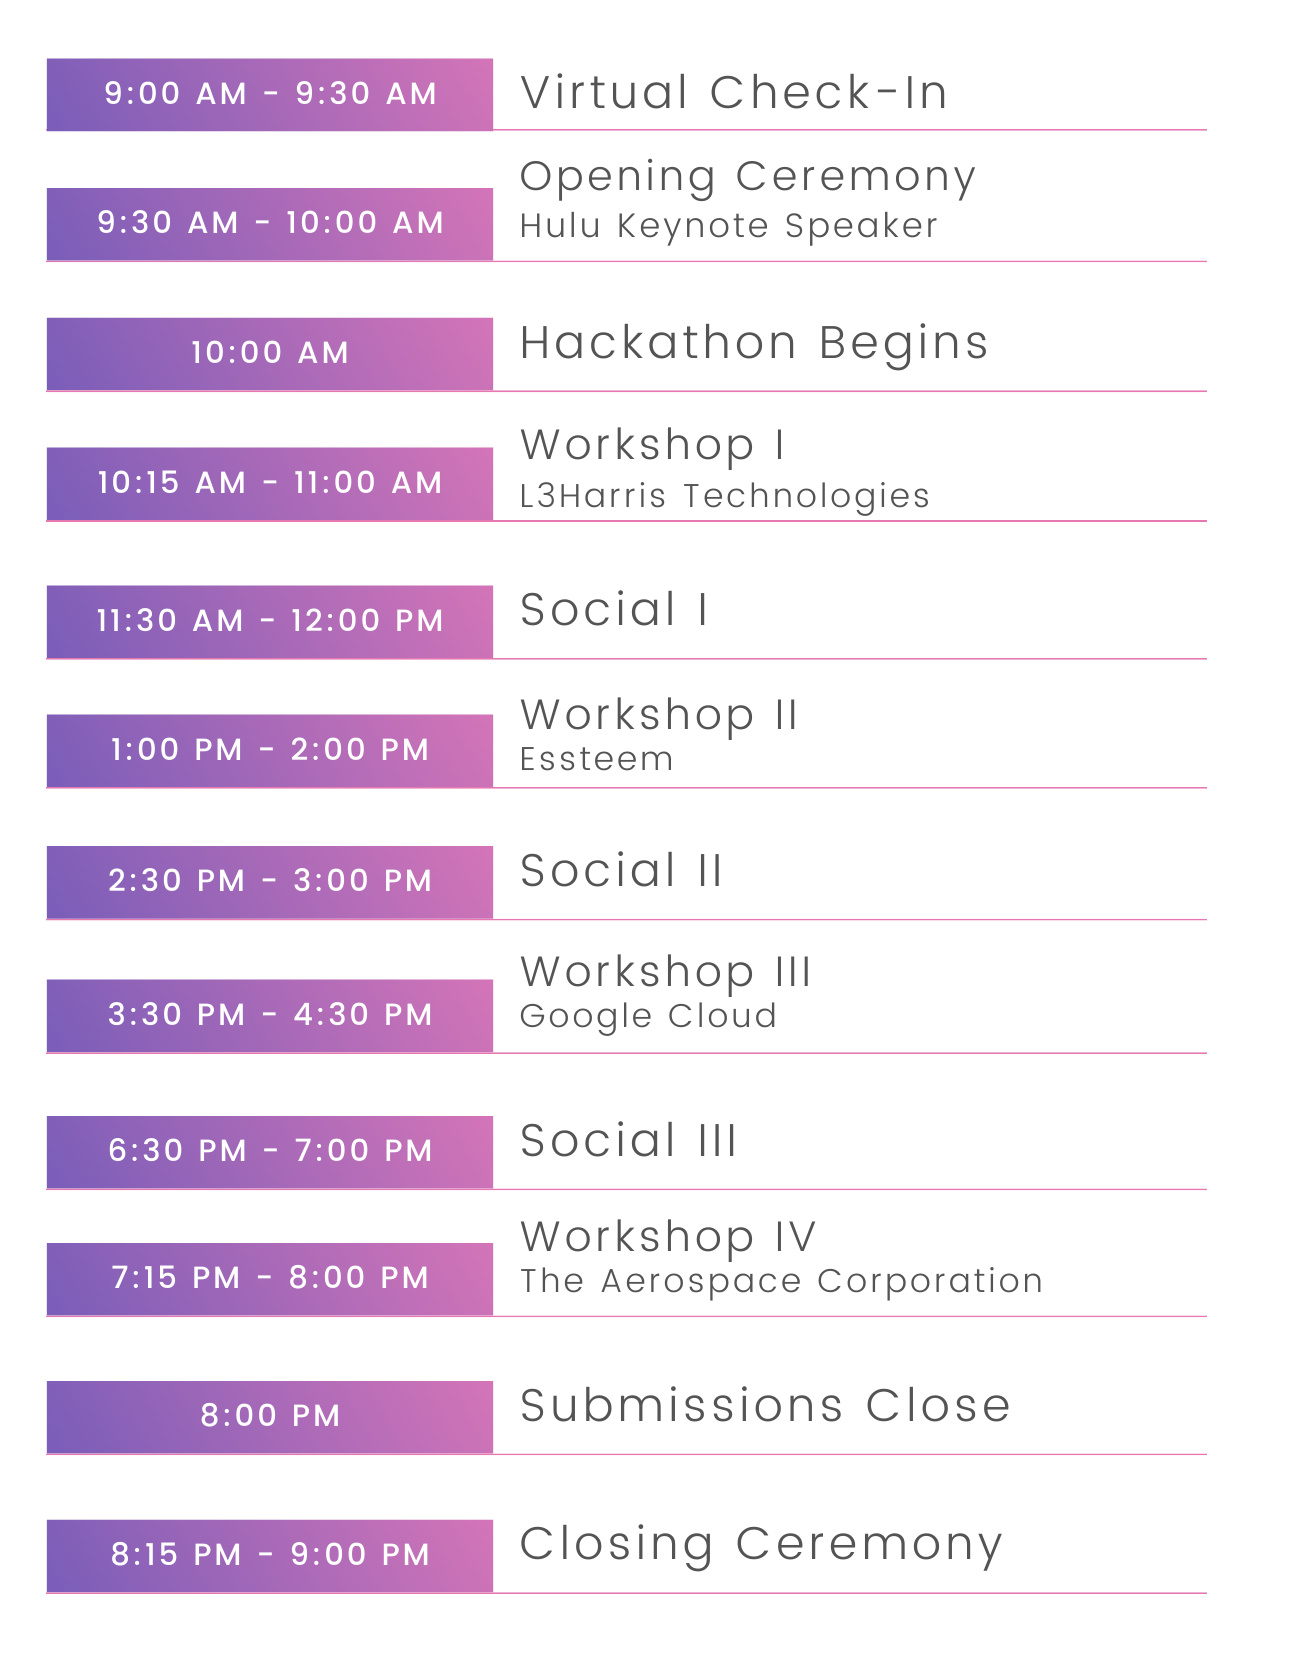 9:00 AM - 9:30 AM
Virtual Check-In
9:30 AM - 10:00 AM
Opening Ceremony
Hulu Keynote Speaker
10:00 AM
Hackathon Begins
10:15 AM - 11:00 AM
Workshop I
L3Harris Technologies
11:30 AM - 12:00 PM
Social I
1:00 PM - 2:00 PM
Workshop II
Essteem
2:30 PM - 3:00 PM
Social II
3:30 PM - 4:30 PM
Workshop III
Google Cloud
6:30 PM - 7:00 PM
Social III
7:15 PM - 8:00 PM
Workshop IV
The Aerospace Corporation
8:00 PM
Submissions Close
8:15 PM - 9:00 PM
Closing Ceremony